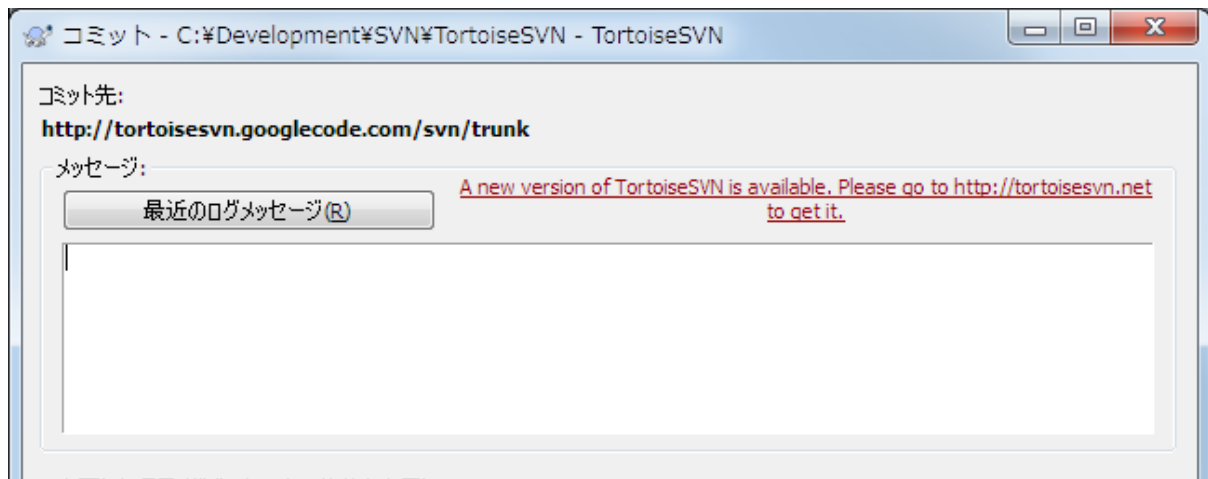 コミット - C:¥Development¥SVN¥TortoiseSVN - TortoiseSVN
コミット先:
http://tortoisesvn.googlecode.com/svn/trunk
メッセージ:
最近のログメッセージ(R)
A new version of TortoiseSVN is available. Please go to http://tortoisesvn.net
to get it.